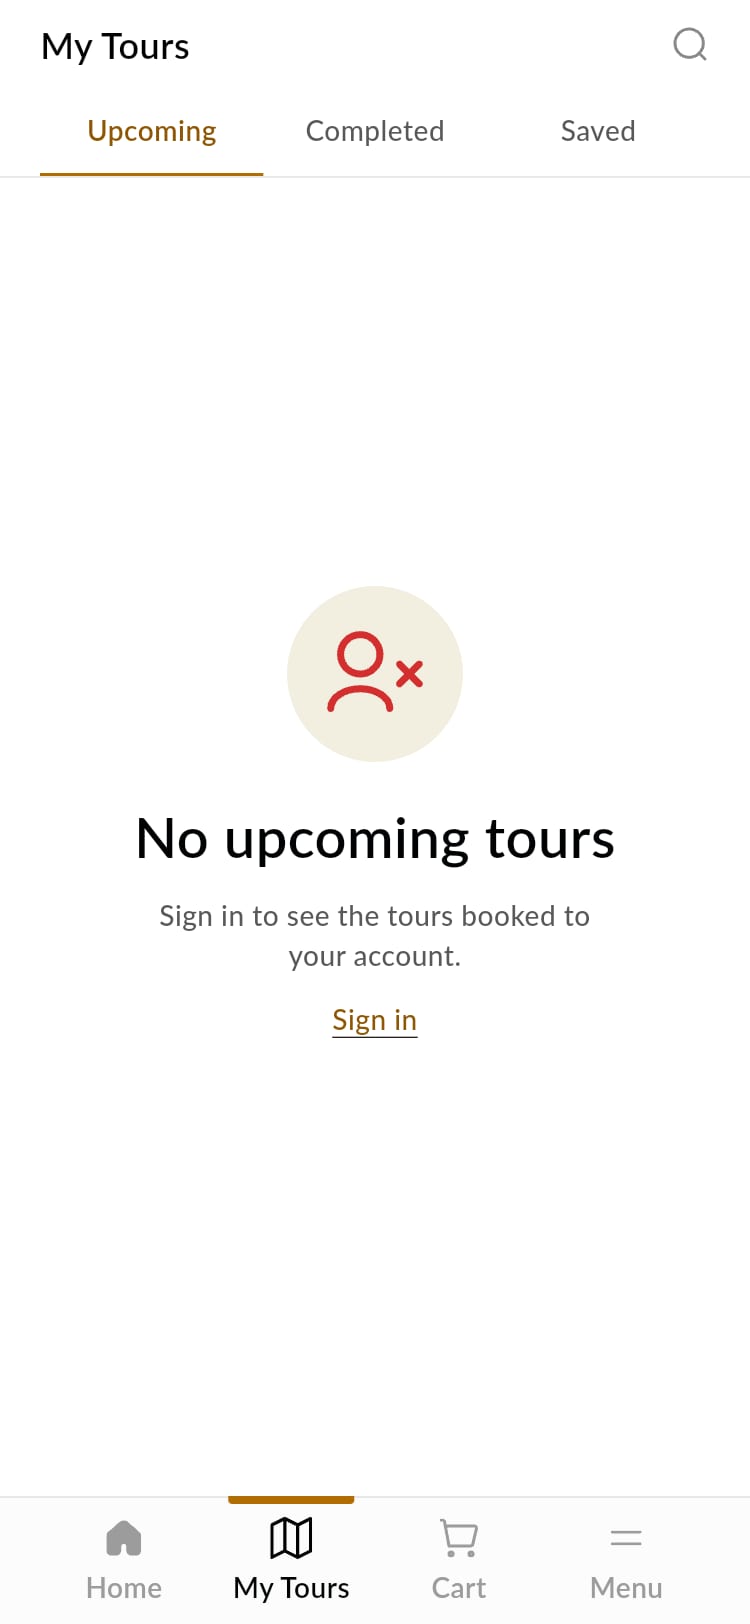 My Tours
Upcoming
Completed
Saved
No upcoming tours
Sign in to see the tours booked to
your account.
Sign in
Home
My Tours
Cart
Menu